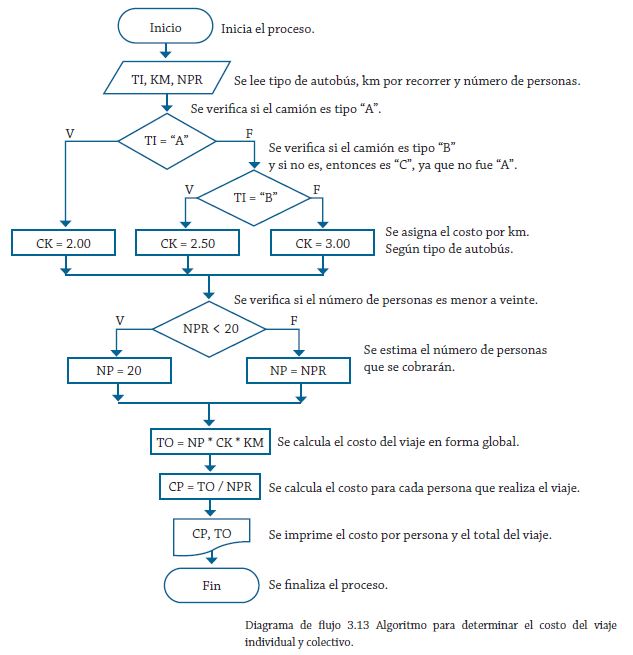 Inicio
Inicia el proceso.
TI, KM, NPR
Se lee tipo de autobús, km por recorrer y número de personas.
Se verifica si el camión es tipo “A”.
V
TI = “A”
F
Se verifica si el camión es tipo “B”
y si no es, entonces es “C”, ya que no fue “A”.
V
TI = “B”
F
CK = 2.00
CK = 2.50
CK = 3.00
Se asigna el costo por km.
Según tipo de autobús.
Se verifica si el número de personas es menor a veinte.
V
NPR < 20
F
NP = 20
NP = NPR
Se estima el número de personas
que se cobrarán.
TO = NP * CK * KM
Se calcula el costo del viaje en forma global.
CP = TO / NPR
Se calcula el costo para cada persona que realiza el viaje.
CP, TO
Se imprime el costo por persona y el total del viaje.
Fin
Se finaliza el proceso.
Diagrama de flujo 3.13 Algoritmo para determinar el costo del viaje
individual y colectivo.